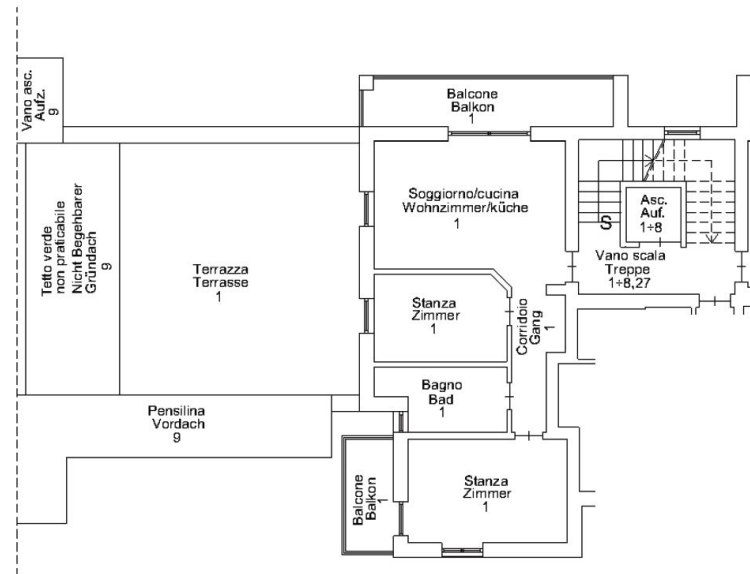 Balcone
Balkon
1
Vano asc.
Aufz.
9
Soggiorno/cucina
Wohnzimmer/küche
1
Asc.
Auf.
1÷8
S
Vano scala
Treppe
1÷8,27
Tetto verde
non praticabile
Nicht Begehbarer
Gründach
9
Terrazza
Terrasse
1
Stanza
Zimmer
1
Corridoio
Gang
1
Bagno
Bad
1
Pensilina
Vordach
9
Balcone
Balkon
1
Stanza
Zimmer
1